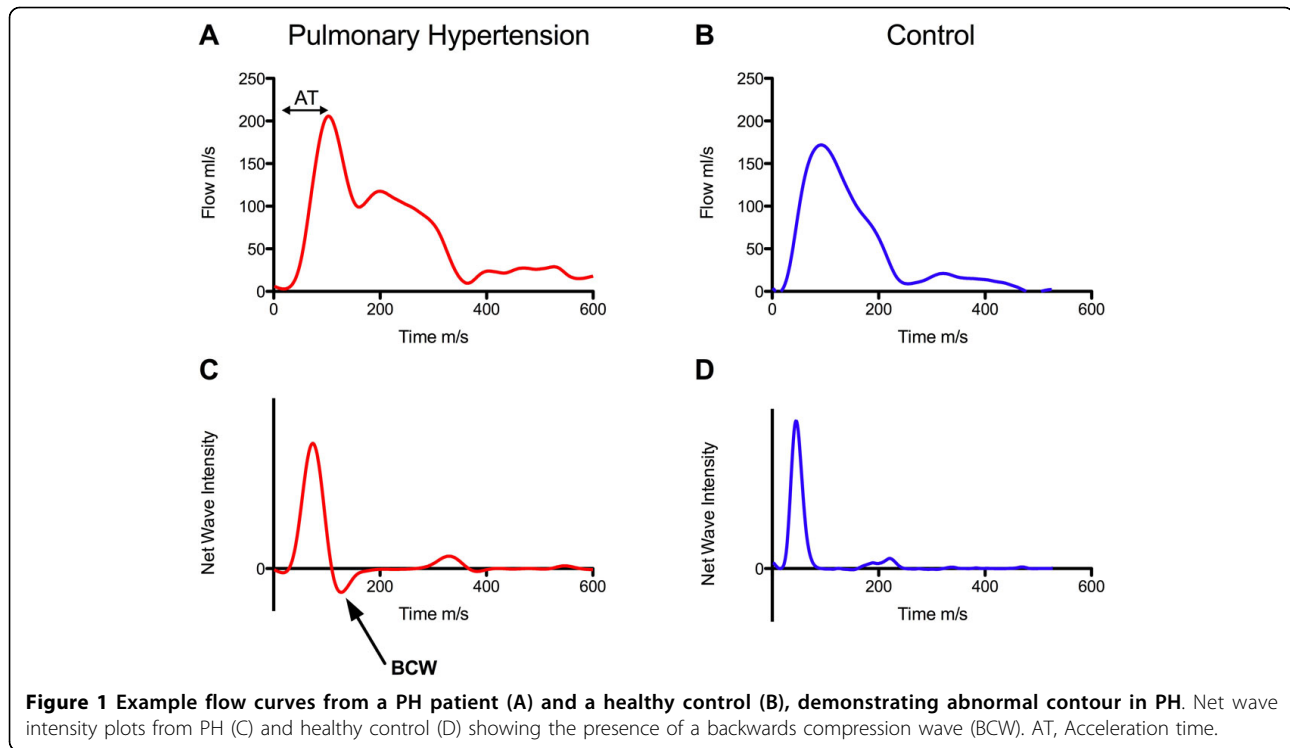 A Pulmonary Hypertension
B Control
250
200
150
100
50
0
Flow ml/s
AT
0 200 400 600
Time m/s
250
200
150
100
50
0
Flow ml/s
0 200 400 600
Time m/s
C
Net Wave Intensity
0
200 400 600
Time m/s
BCW
D
Net Wave Intensity
0
200 400 600
Time m/s
Figure 1 Example flow curves from a PH patient (A) and a healthy control (B), demonstrating abnormal contour in PH. Net wave
intensity plots from PH (C) and healthy control (D) showing the presence of a backwards compression wave (BCW). AT, Acceleration time.